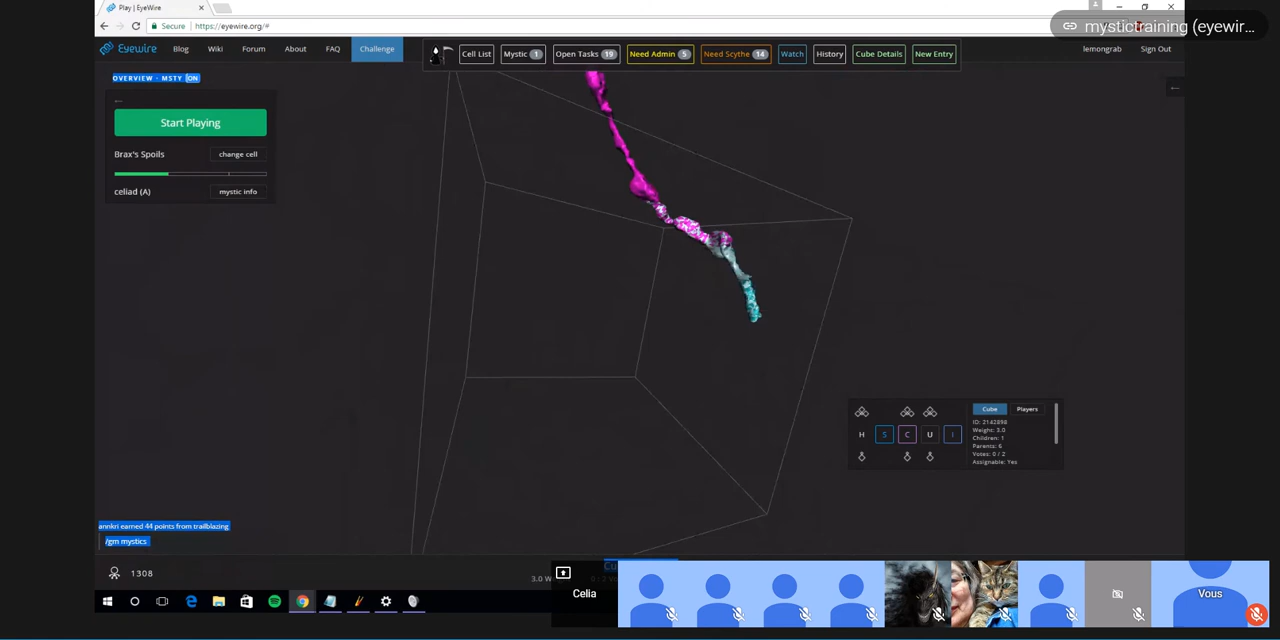 Play | EyeWire
Secure
https://eyewire.org/#
mystictraining (eyewir...
Eyewire
Blog
Wiki
Forum
About
FAQ
Challenge
Cell List
Mystic 1
Open Tasks 19
Need Admin 5
Need Scythe 14
Watch
History
Cube Details
New Entry
lemongrab
Sign Out
OVERVIEW - MSTY ON
Start Playing
Brax's Spoils
change cell
celiad (A)
mystic info
H S C U I
Cube
Players
ID: 2142898
Weight: 3.0
Children: 1
Parents: 6
Votes: 0 / 2
Assignable: Yes
annkri earned 44 points from trailblazing
/gm mystics
1308
Celia
Vous